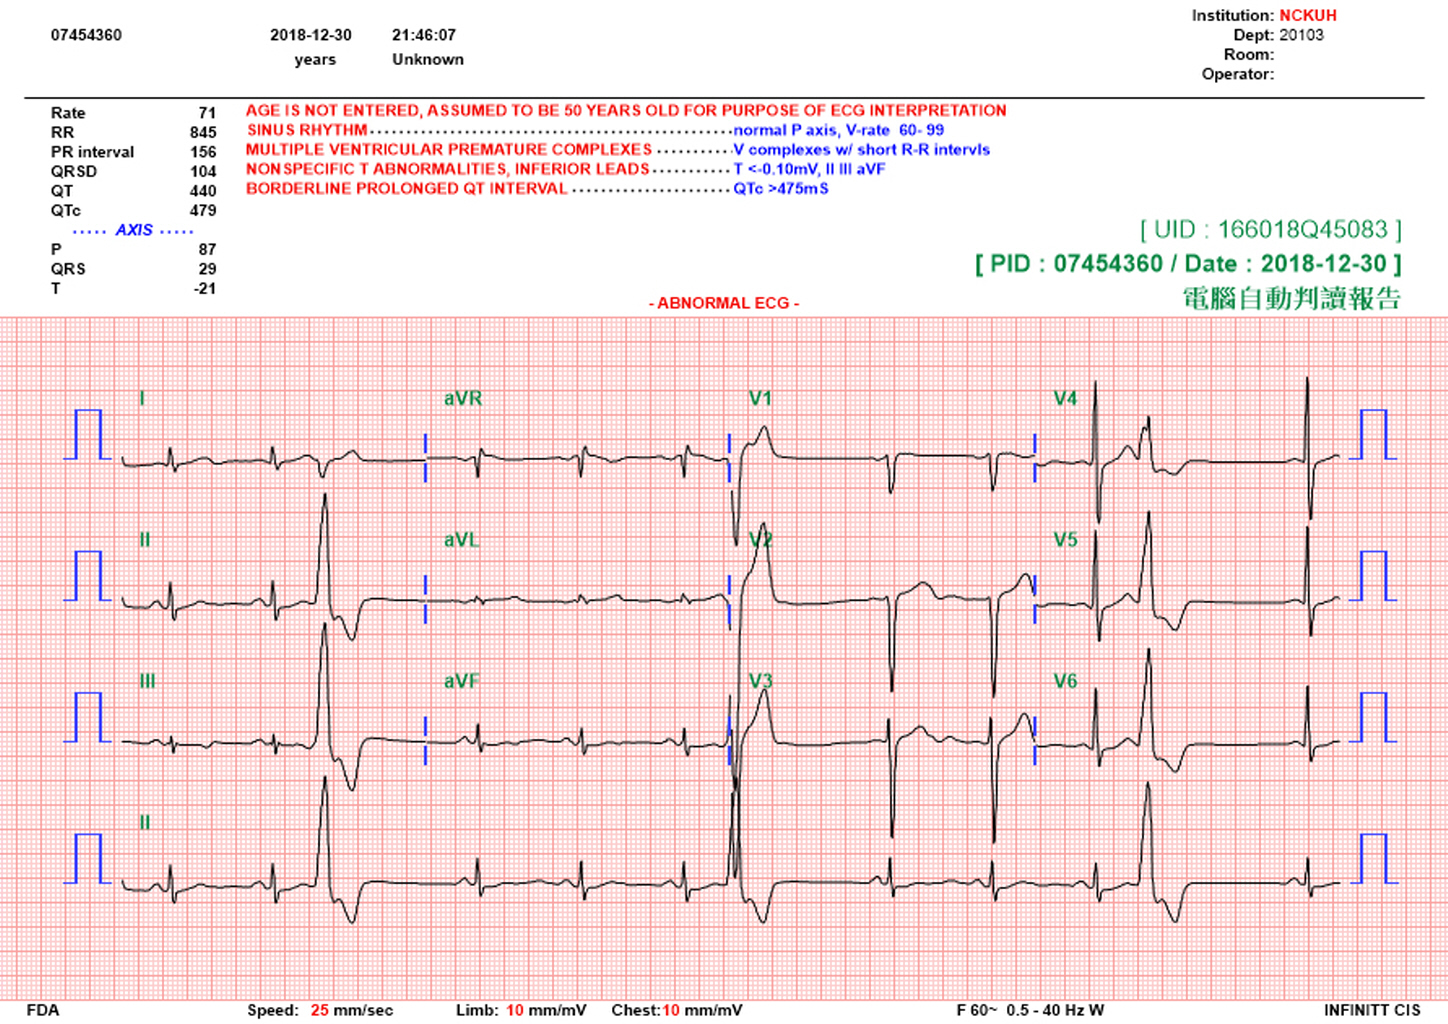 Institution: NCKUH
07454360 2018-12-30 21:46:07 Dept: 20103
years Unknown Room:
Operator:
Rate 71 AGE IS NOT ENTERED, ASSUMED TO BE 50 YEARS OLD FOR PURPOSE OF ECG INTERPRETATION
RR 845 SINUS RHYTHM normal P axis, V-rate 60- 99
PR interval 156 MULTIPLE VENTRICULAR PREMATURE COMPLEXES V complexes w/ short R-R intervls
QRSD 104 NONSPECIFIC T ABNORMALITIES, INFERIOR LEADS T <-0.10mV, II III aVF
QT 440 BORDERLINE PROLONGED QT INTERVAL QTc >475mS
QTc 479
····· AXIS ·····
[ UID : 166018Q45083 ]
P 87
QRS 29 [ PID : 07454360 / Date : 2018-12-30 ]
T -21
- ABNORMAL ECG - 電腦自動判讀報告
I aVR V1 V4
II aVL V2 V5
III aVF V3 V6
II
FDA Speed: 25 mm/sec Limb: 10 mm/mV Chest:10 mm/mV F 60~ 0.5 - 40 Hz W INFINITT CIS